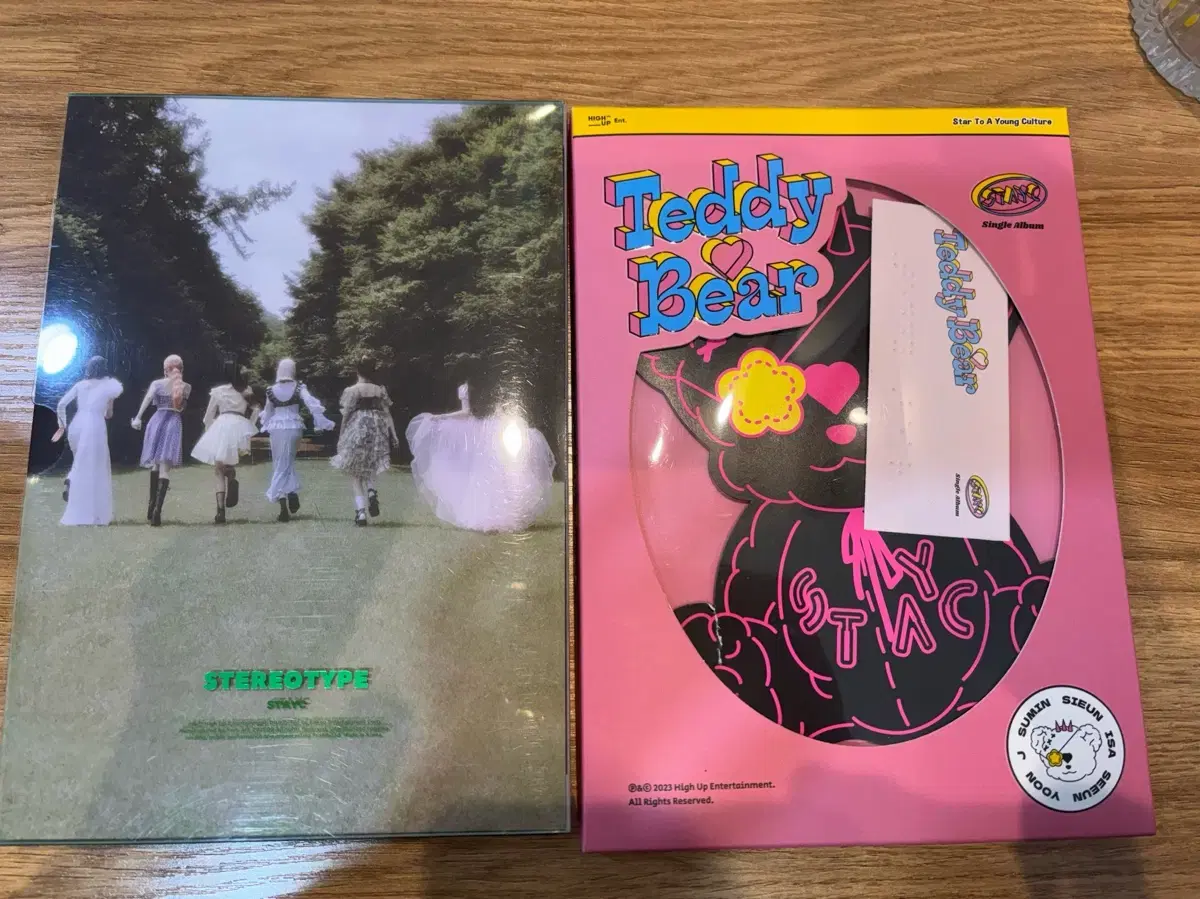 STEREOTYPE
STAYC
HIGH UP Ent.
Star To A Young Culture
Teddy
Bear
STAYC
Single Album
Teddy Bear
STAYC
Single Album
STAYC
SUMIN SIEUN ISA SEEUN YOON J
Ⓟ&© 2023 High Up Entertainment.
All Rights Reserved.